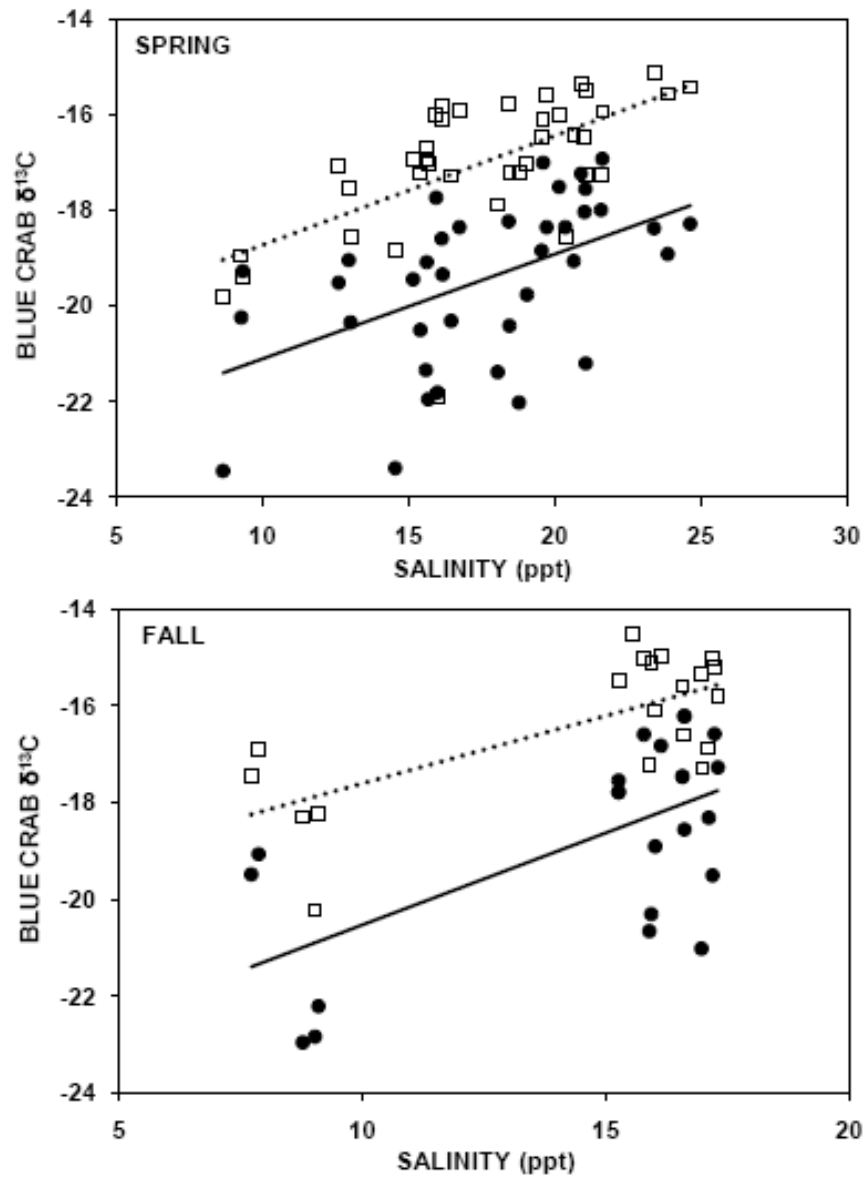 -14
SPRING
-16
-18
-20
-22
-24
BLUE CRAB δ¹³C
5 10 15 20 25 30
SALINITY (ppt)
-14
FALL
-16
-18
-20
-22
-24
BLUE CRAB δ¹³C
5 10 15 20
SALINITY (ppt)